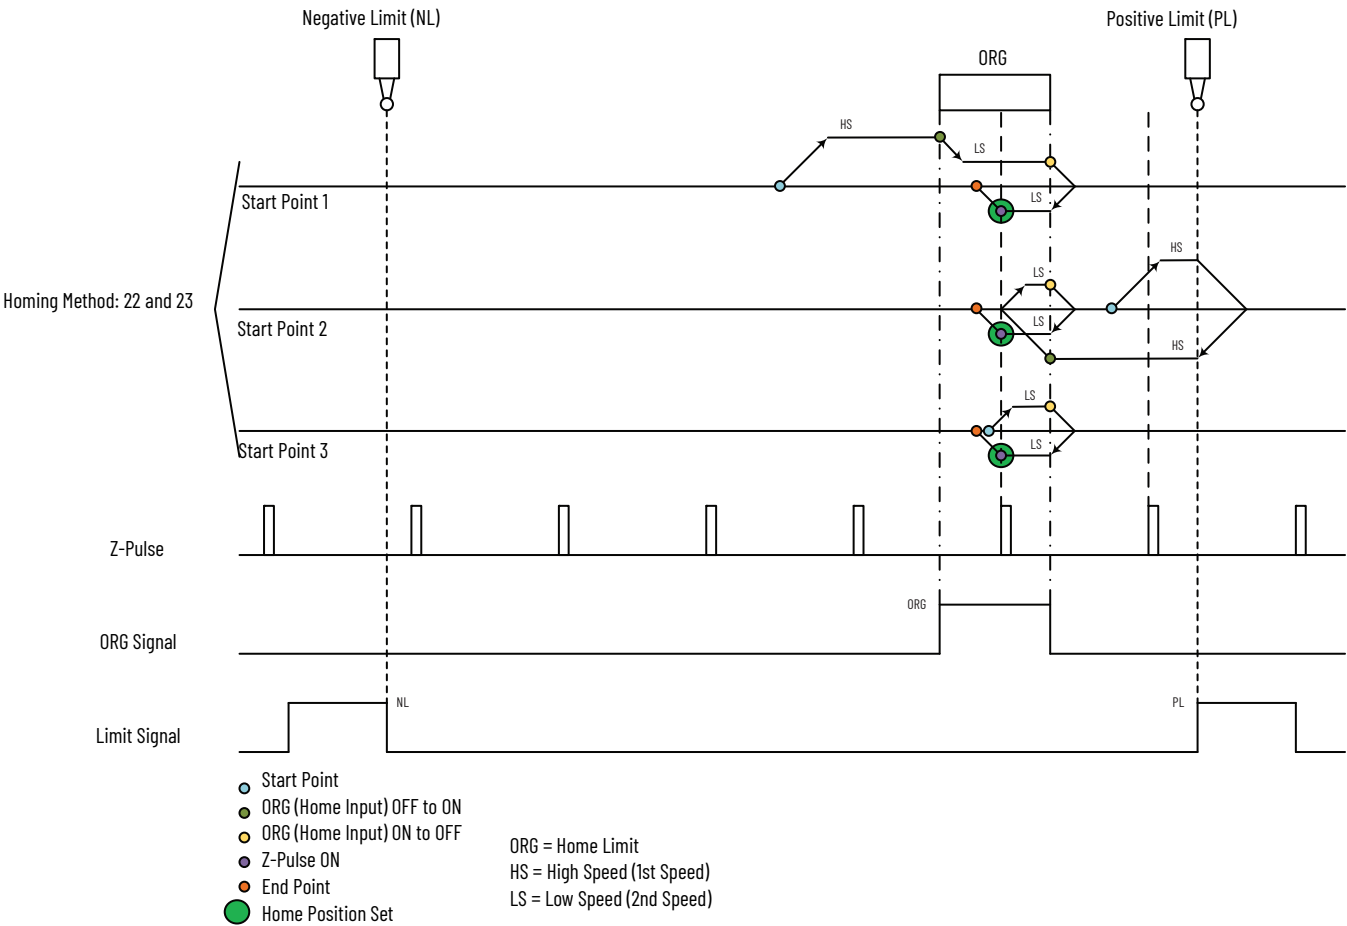 Negative Limit (NL)
Positive Limit (PL)
ORG
HS
LS
LS
Start Point 1
HS
LS
Homing Method: 22 and 23
LS
Start Point 2
HS
LS
LS
Start Point 3
Z-Pulse
ORG
ORG Signal
NL
PL
Limit Signal
Start Point
ORG (Home Input) OFF to ON
ORG (Home Input) ON to OFF
Z-Pulse ON
End Point
Home Position Set
ORG = Home Limit
HS = High Speed (1st Speed)
LS = Low Speed (2nd Speed)